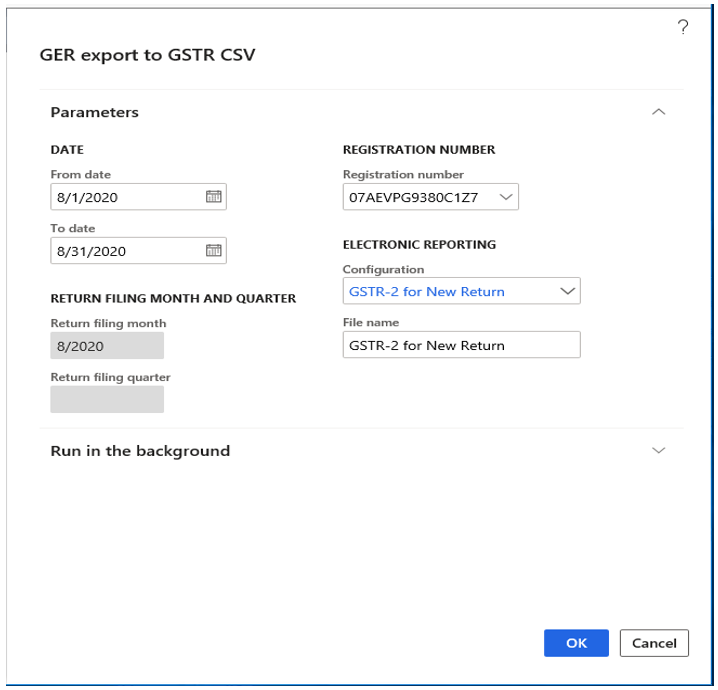 ?
GER export to GSTR CSV
Parameters
DATE
From date
8/1/2020
To date
8/31/2020
RETURN FILING MONTH AND QUARTER
Return filing month
8/2020
Return filing quarter
REGISTRATION NUMBER
Registration number
07AEVPG9380C1Z7
ELECTRONIC REPORTING
Configuration
GSTR-2 for New Return
File name
GSTR-2 for New Return
Run in the background
OK
Cancel